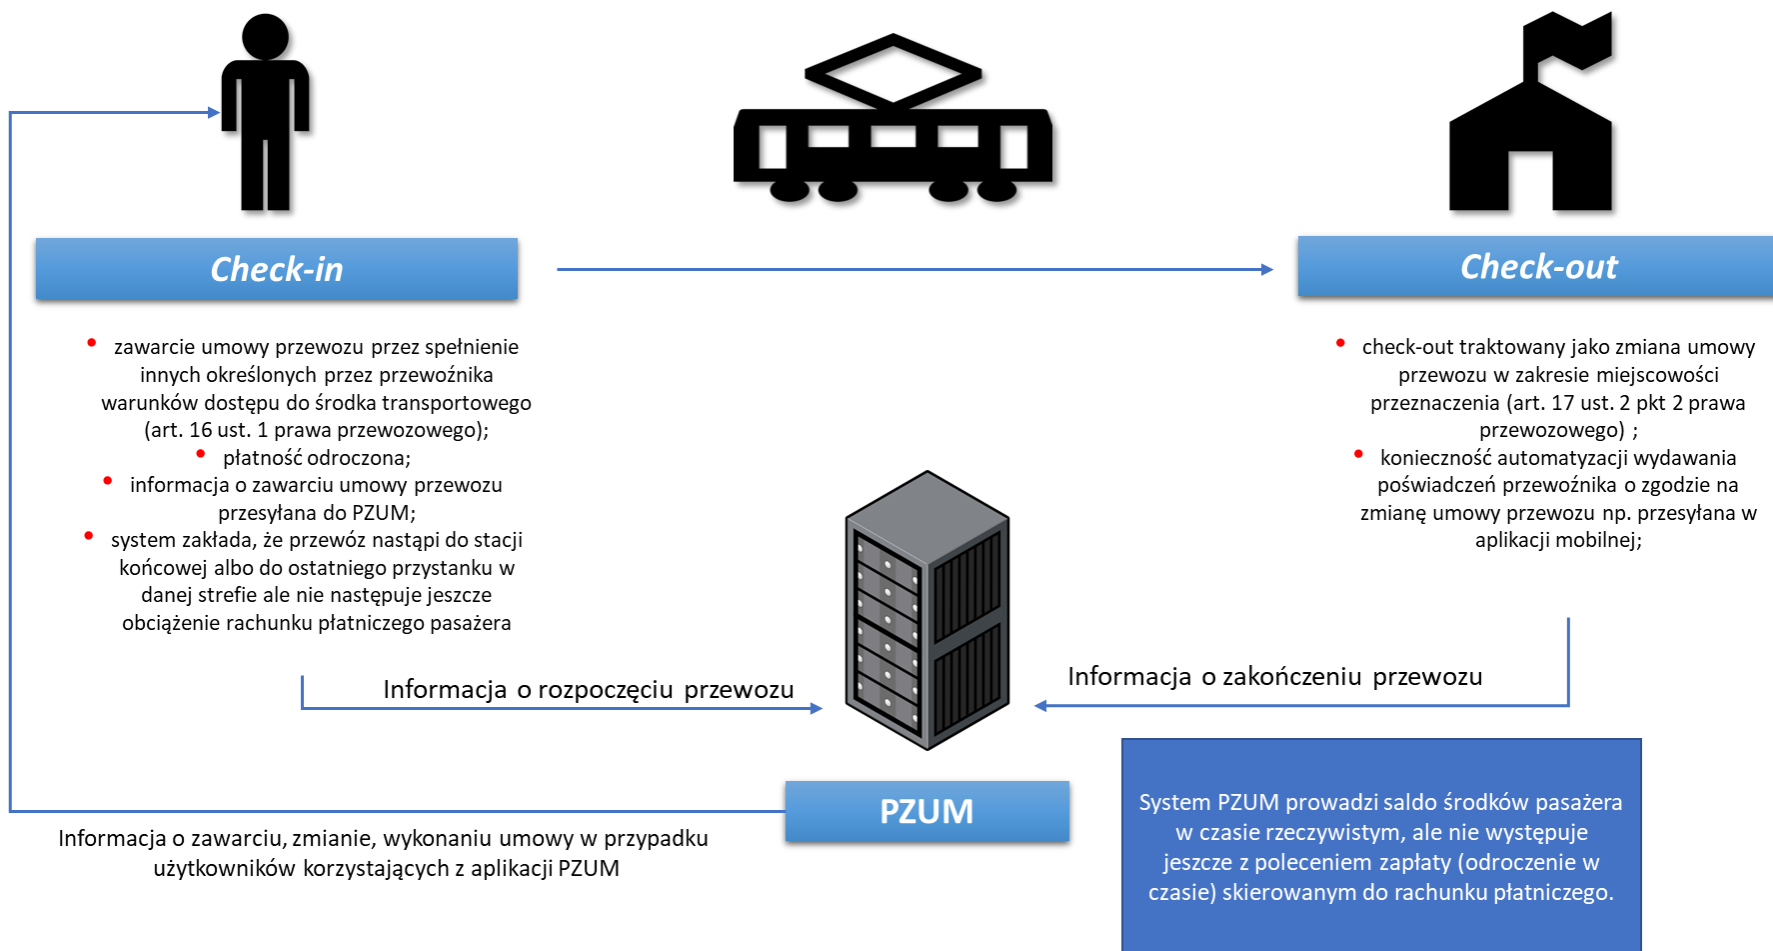 Check-in
Check-out
• zawarcie umowy przewozu przez spełnienie
innych określonych przez przewoźnika
warunków dostępu do środka transportowego
(art. 16 ust. 1 prawa przewozowego);
• płatność odroczona;
• informacja o zawarciu umowy przewozu
przesyłana do PZUM;
• system zakłada, że przewóz nastąpi do stacji
końcowej albo do ostatniego przystanku w
danej strefie ale nie następuje jeszcze
obciążenie rachunku płatniczego pasażera
• check-out traktowany jako zmiana umowy
przewozu w zakresie miejscowości
przeznaczenia (art. 17 ust. 2 pkt 2 prawa
przewozowego) ;
• konieczność automatyzacji wydawania
poświadczeń przewoźnika o zgodzie na
zmianę umowy przewozu np. przesyłana w
aplikacji mobilnej;
Informacja o rozpoczęciu przewozu
Informacja o zakończeniu przewozu
PZUM
Informacja o zawarciu, zmianie, wykonaniu umowy w przypadku
użytkowników korzystających z aplikacji PZUM
System PZUM prowadzi saldo środków pasażera
w czasie rzeczywistym, ale nie występuje
jeszcze z poleceniem zapłaty (odroczenie w
czasie) skierowanym do rachunku płatniczego.